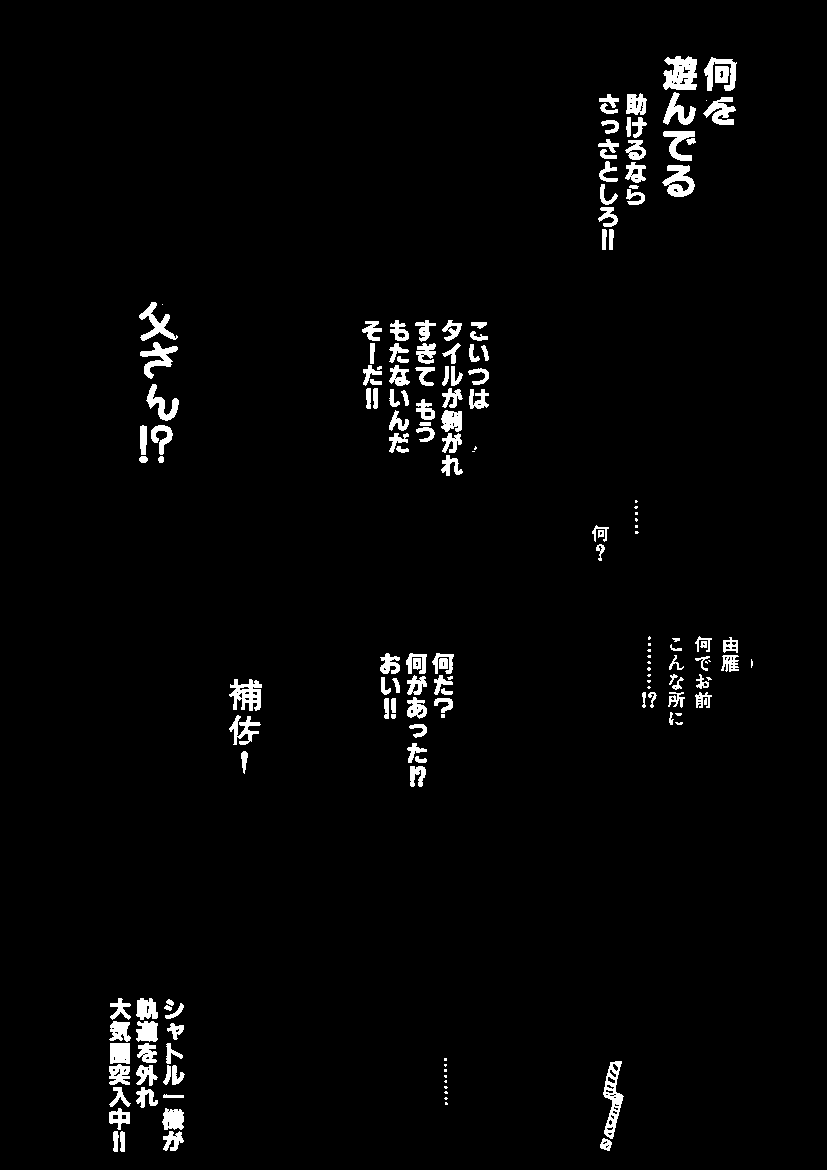 何を
遊んでる
助けるなら
さっさとしろ!!
こいつは
タイルが剝がれ
すぎて もう
もたないんだ
そーだ!!
父さん!?
……
何?
由雁
何でお前
こんな所に
………!?
何だ?
何があった!?
おい!!
補佐!
………
シャトル一機が
軌道を外れ
大気圏突入中!!